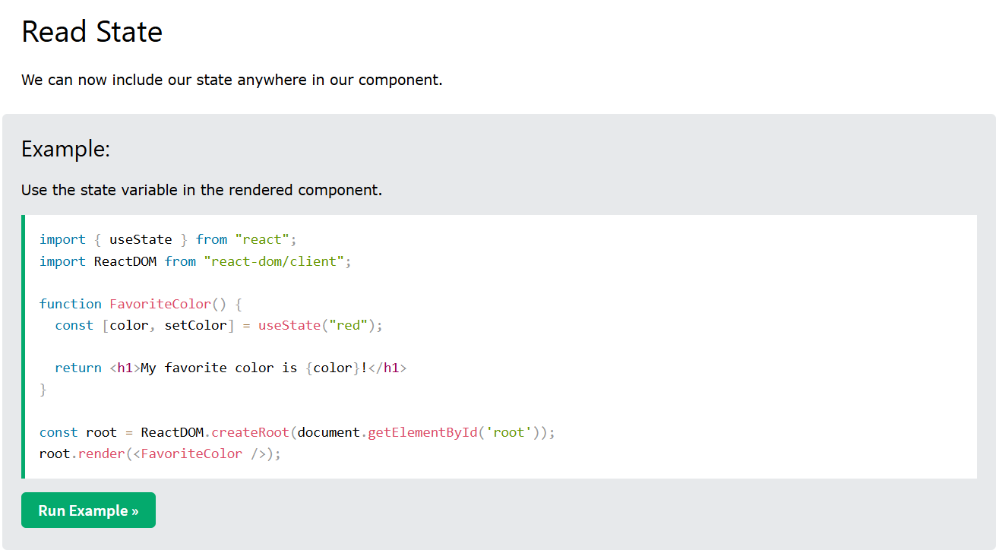 Read State
We can now include our state anywhere in our component.
Example:
Use the state variable in the rendered component.
import { useState } from "react";
import ReactDOM from "react-dom/client";
function FavoriteColor() {
  const [color, setColor] = useState("red");
  return <h1>My favorite color is {color}!</h1>
}
const root = ReactDOM.createRoot(document.getElementById('root'));
root.render(<FavoriteColor />);
Run Example »